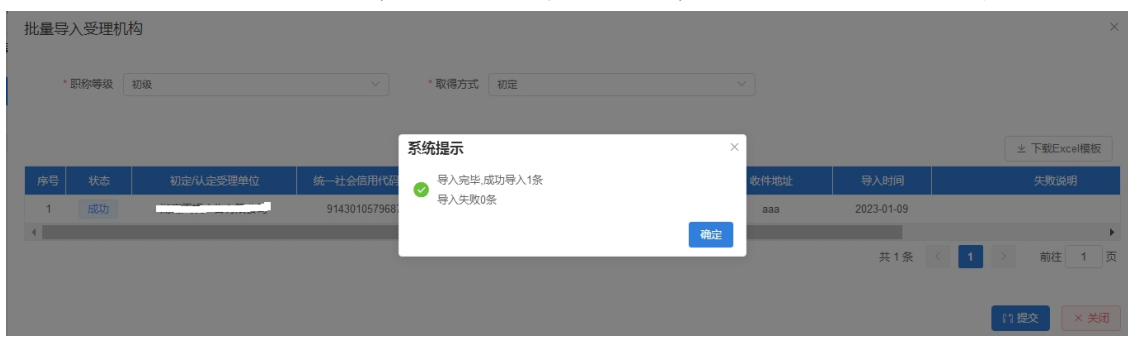 批量导入受理机构
* 职称等级 初级 * 取得方式 初定
下载Excel模板
系统提示
导入完毕,成功导入1条
导入失败0条
确定
序号 状态 初定/认定受理单位 统一社会信用代码 收件地址 导入时间 失败说明
1 成功 914301057968 aaa 2023-01-09
共 1 条 1 前往 1 页
提交 × 关闭